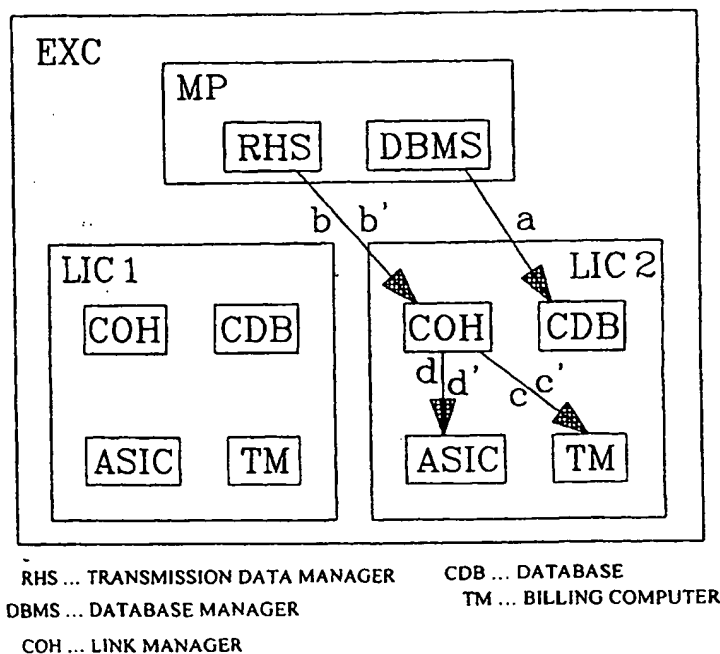 EXC
MP
RHS DBMS
b b' a
LIC 1 LIC 2
COH CDB COH CDB
d d' c c'
ASIC TM ASIC TM
RHS ... TRANSMISSION DATA MANAGER CDB ... DATABASE
DBMS ... DATABASE MANAGER TM ... BILLING COMPUTER
COH ... LINK MANAGER